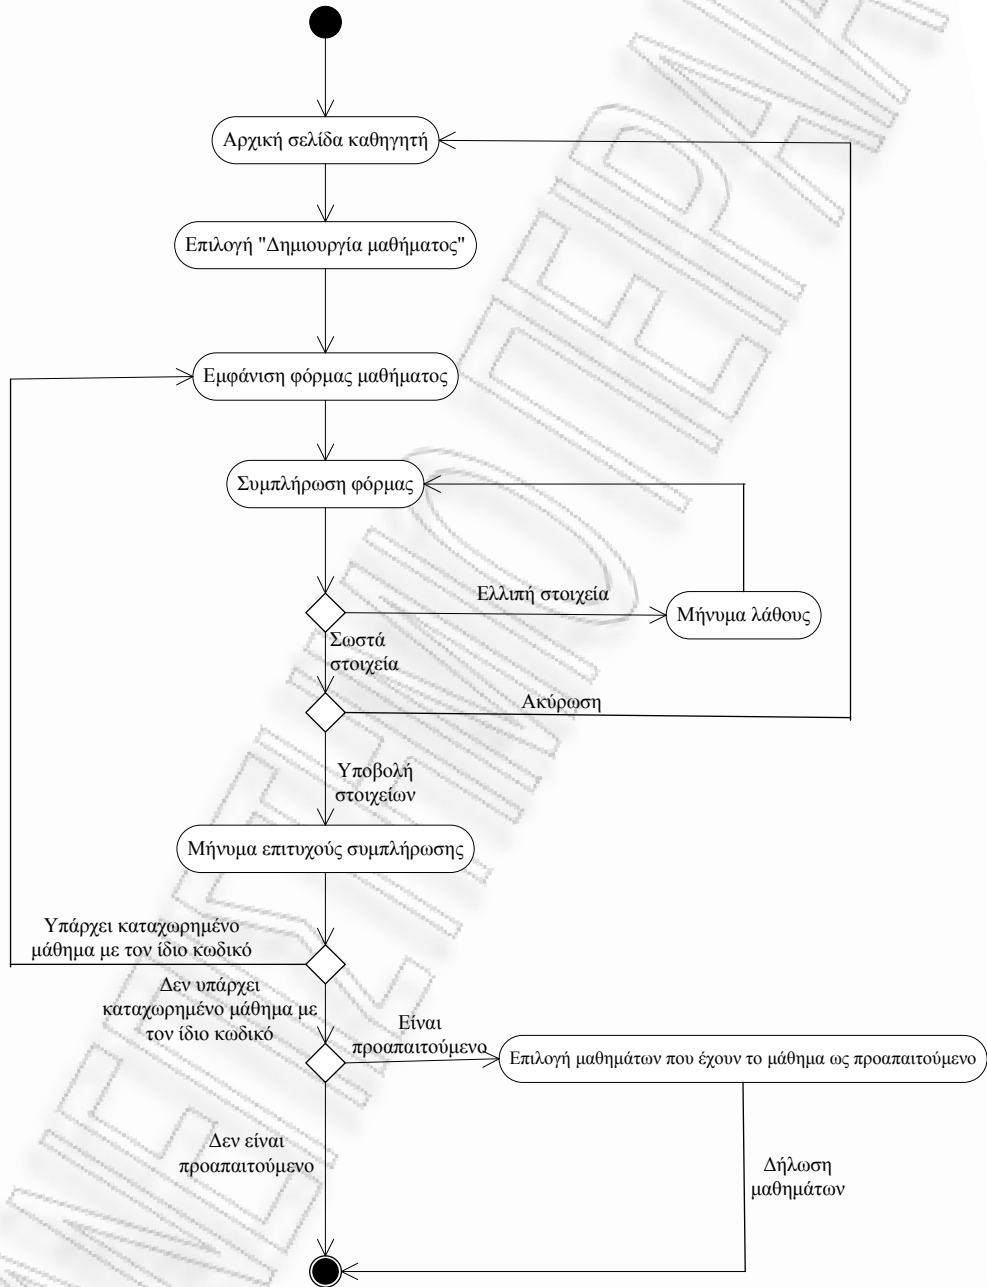 Αρχική σελίδα καθηγητή
Επιλογή "Δημιουργία μαθήματος"
Εμφάνιση φόρμας μαθήματος
Συμπλήρωση φόρμας
Ελλιπή στοιχεία
Μήνυμα λάθους
Σωστά
στοιχεία
Ακύρωση
Υποβολή
στοιχείων
Μήνυμα επιτυχούς συμπλήρωσης
Υπάρχει καταχωρημένο
μάθημα με τον ίδιο κωδικό
Δεν υπάρχει
καταχωρημένο μάθημα με
τον ίδιο κωδικό
Είναι
προαπαιτούμενο
Επιλογή μαθημάτων που έχουν το μάθημα ως προαπαιτούμενο
Δεν είναι
προαπαιτούμενο
Δήλωση
μαθημάτων